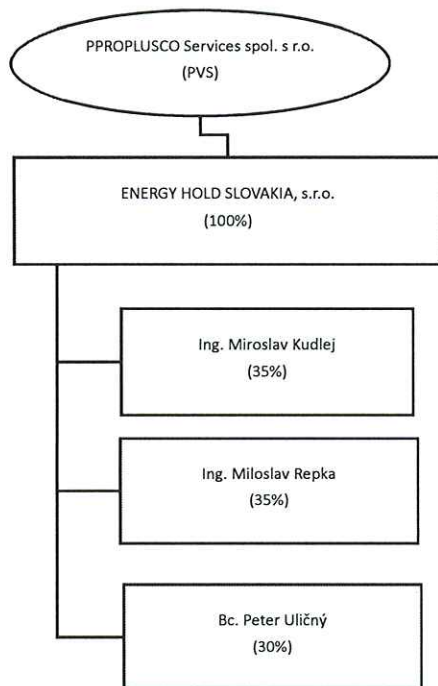 PPROPLUSCO Services spol. s r.o.
(PVS)
ENERGY HOLD SLOVAKIA, s.r.o.
(100%)
Ing. Miroslav Kudlej
(35%)
Ing. Miloslav Repka
(35%)
Bc. Peter Uličný
(30%)